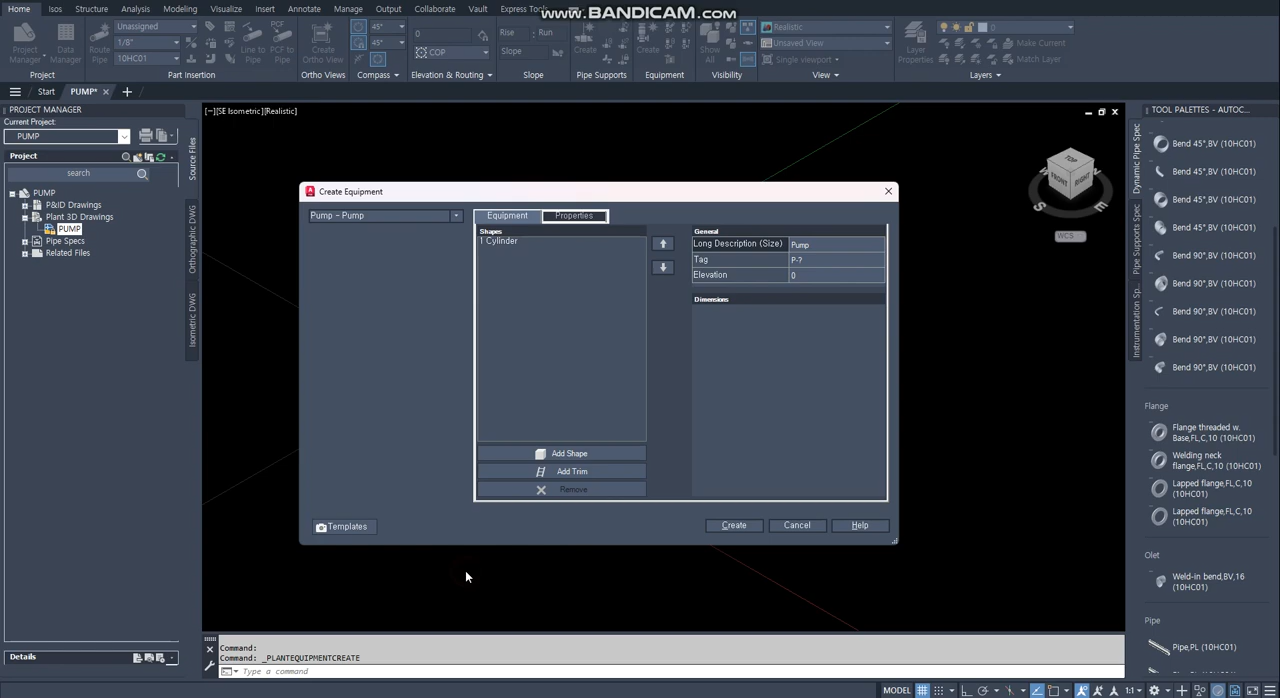 www.BANDICAM.com
Home Isos Structure Analysis Modeling Visualize Insert Annotate Manage Output Collaborate Vault Express Tools
Project Manager
Data Manager
Project
Route Pipe
Unassigned
1/8"
10HC01
Line to Pipe
PCF to Pipe
Part Insertion
Create Ortho View
Ortho Views
45°
45°
Compass
0
COP
Elevation & Routing
Rise Run
Slope
Slope
Create
Pipe Supports
Create
Equipment
Show All
Visibility
Realistic
Unsaved View
Single viewport
View
Layer Properties
0
Make Current
Match Layer
Layers
Start
PUMP*
PROJECT MANAGER
Current Project:
PUMP
Project
search
PUMP
P&ID Drawings
Plant 3D Drawings
PUMP
Pipe Specs
Related Files
Details
Source Files
Orthographic DWG
Isometric DWG
[−][SE Isometric][Realistic]
TOP
FRONT
RIGHT
S
E
WCS
Create Equipment
Pump - Pump
Equipment
Properties
Shapes
1 Cylinder
Add Shape
Add Trim
Remove
General
Long Description (Size) Pump
Tag P-?
Elevation 0
Dimensions
Templates
Create
Cancel
Help
Command:
Command: _PLANTEQUIPMENTCREATE
Type a command
TOOL PALETTES - AUTOC...
Dynamic Pipe Spec
Pipe Supports Spec
Instrumentation Sp...
Bend 45°,BV (10HC01)
Bend 45°,BV (10HC01)
Bend 45°,BV (10HC01)
Bend 45°,BV (10HC01)
Bend 90°,BV (10HC01)
Bend 90°,BV (10HC01)
Bend 90°,BV (10HC01)
Bend 90°,BV (10HC01)
Bend 90°,BV (10HC01)
Flange
Flange threaded w. Base,FL,C,10 (10HC01)
Welding neck flange,FL,C,10 (10HC01)
Lapped flange,FL,C,10 (10HC01)
Lapped flange,FL,C,10 (10HC01)
Olet
Weld-in bend,BV,16 (10HC01)
Pipe
Pipe,PL (10HC01)
MODEL
1:1